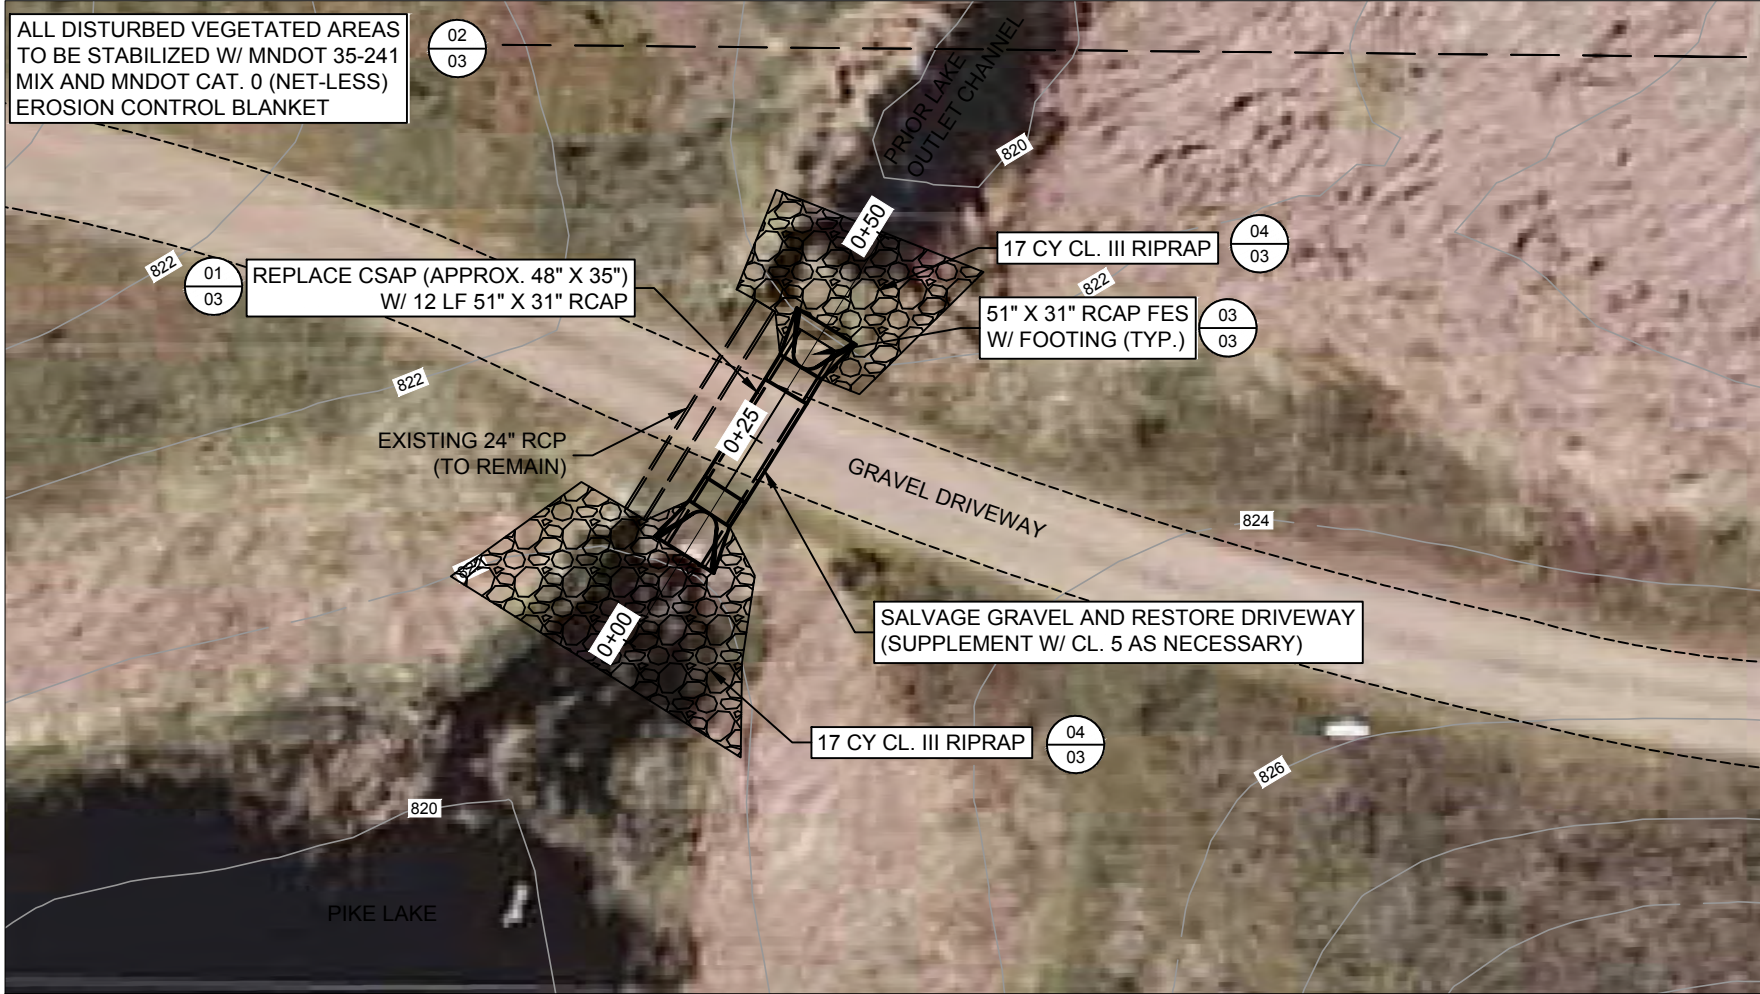 ALL DISTURBED VEGETATED AREAS
TO BE STABILIZED W/ MNDOT 35-241
MIX AND MNDOT CAT. 0 (NET-LESS)
EROSION CONTROL BLANKET
02
03
PRIOR LAKE
OUTLET CHANNEL
820
0+50
17 CY CL. III RIPRAP
04
03
822
01
03
REPLACE CSAP (APPROX. 48" X 35")
W/ 12 LF 51" X 31" RCAP
822
51" X 31" RCAP FES
W/ FOOTING (TYP.)
03
03
822
0+25
EXISTING 24" RCP
(TO REMAIN)
GRAVEL DRIVEWAY
824
0+00
SALVAGE GRAVEL AND RESTORE DRIVEWAY
(SUPPLEMENT W/ CL. 5 AS NECESSARY)
17 CY CL. III RIPRAP
04
03
826
820
PIKE LAKE